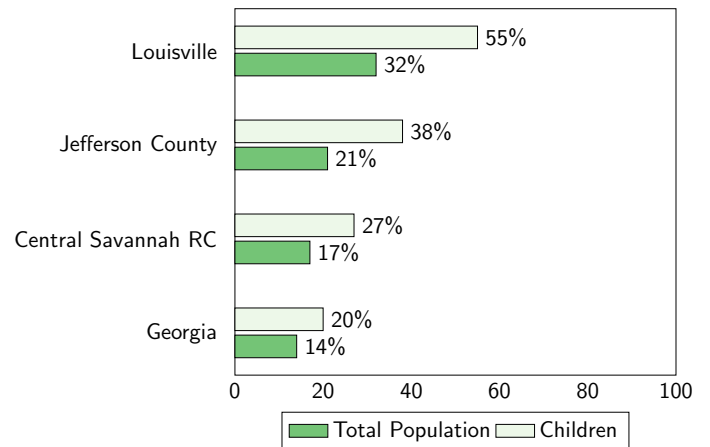 Louisville
55%
32%
Jefferson County
38%
21%
Central Savannah RC
27%
17%
Georgia
20%
14%
0 20 40 60 80 100
Total Population Children